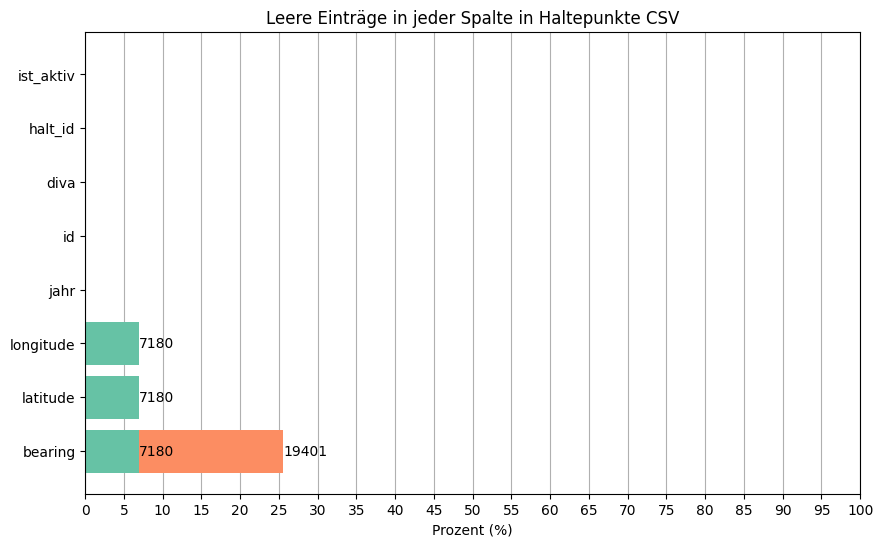 Leere Einträge in jeder Spalte in Haltepunkte CSV
ist_aktiv
halt_id
diva
id
jahr
longitude
7180
latitude
7180
bearing
7180 19401
0 5 10 15 20 25 30 35 40 45 50 55 60 65 70 75 80 85 90 95 100
Prozent (%)